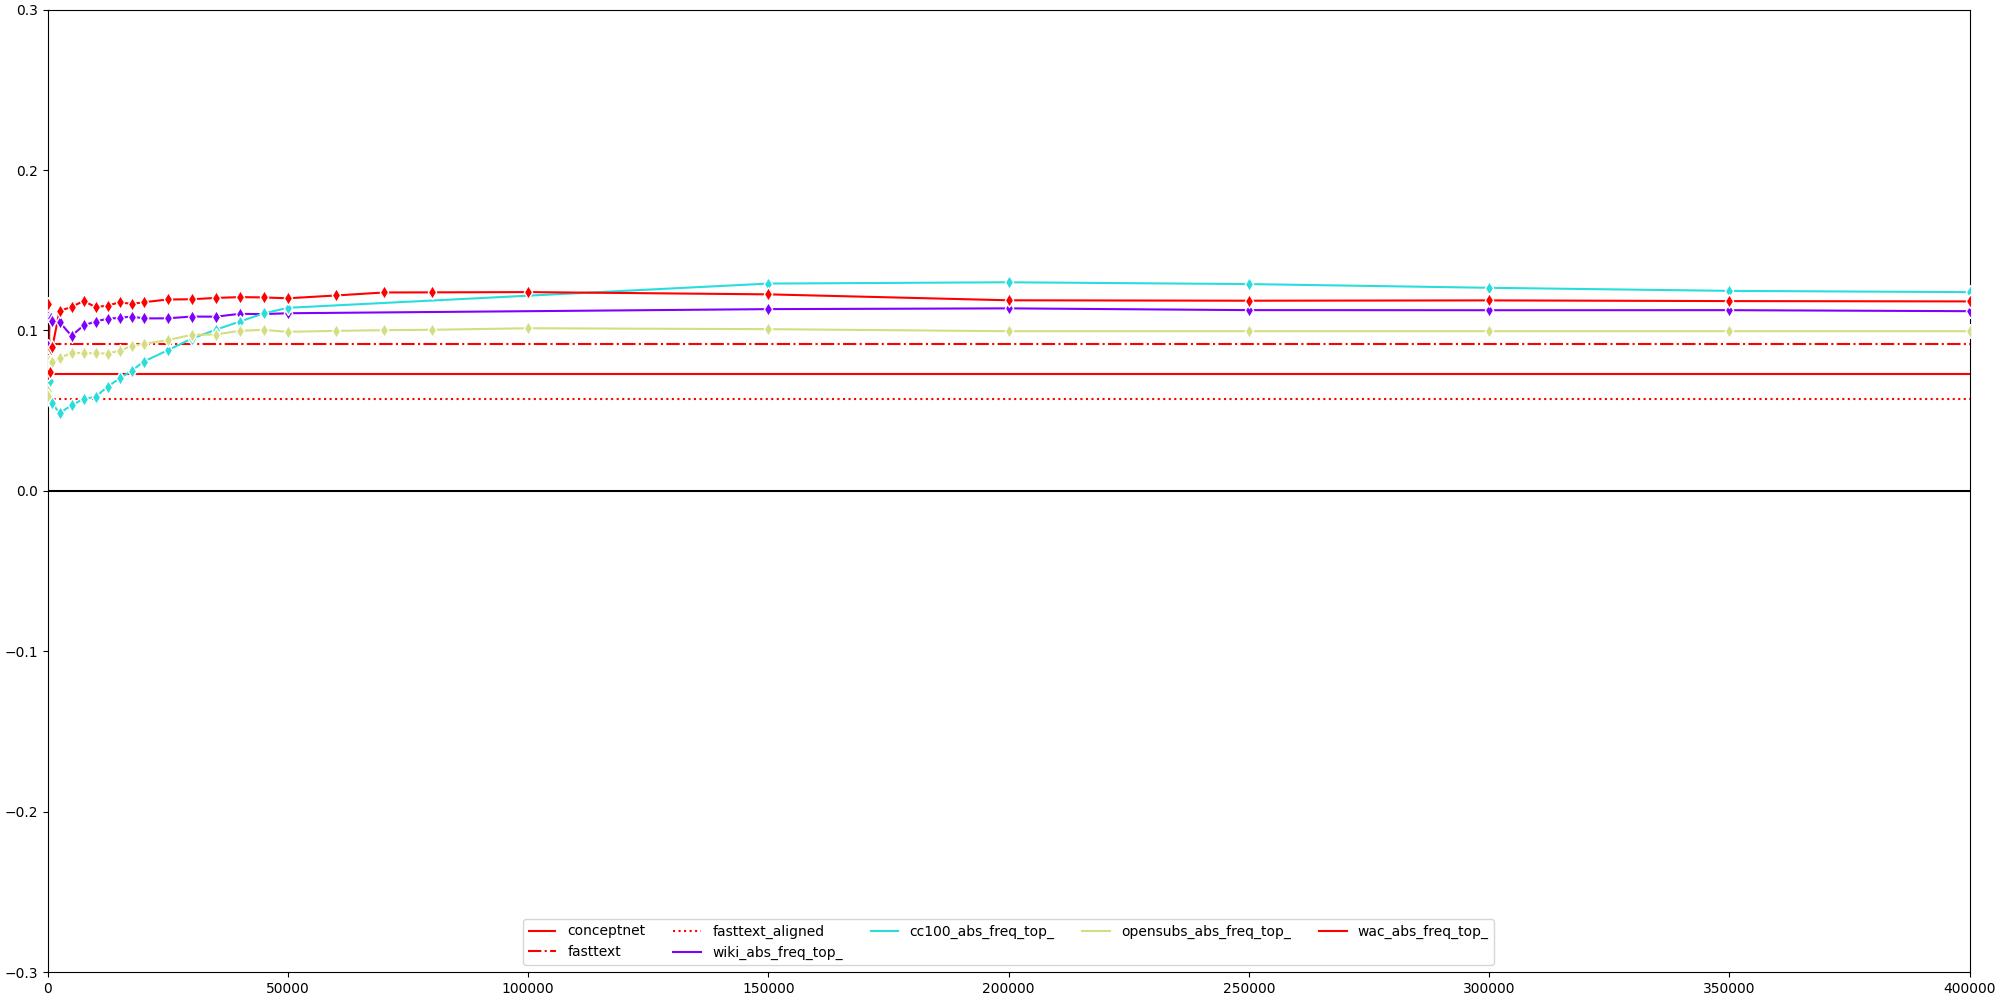 0.3
0.2
0.1
0.0
−0.1
−0.2
−0.3
conceptnet fasttext_aligned cc100_abs_freq_top_ opensubs_abs_freq_top_ wac_abs_freq_top_
fasttext wiki_abs_freq_top_
0 50000 100000 150000 200000 250000 300000 350000 400000